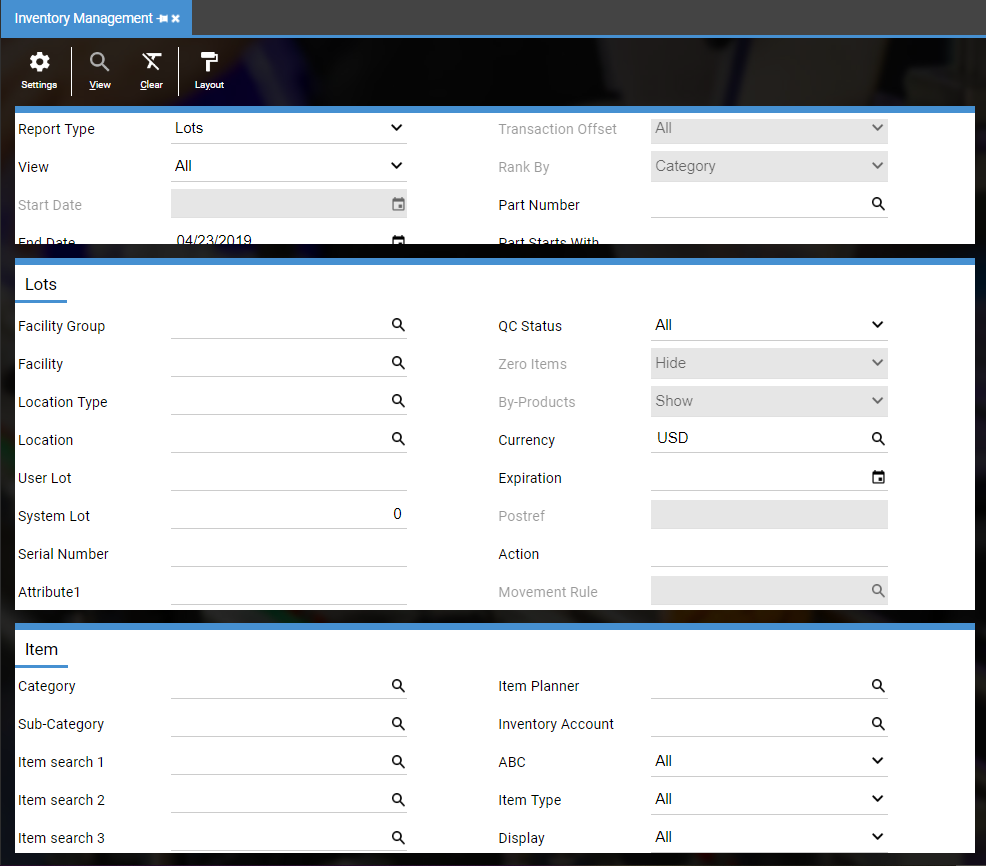 Inventory Management
Settings View Clear Layout
Report Type Lots Transaction Offset All
View All Rank By Category
Start Date Part Number
End Date 04/23/2019 Part Starts With
Lots
Facility Group QC Status All
Facility Zero Items Hide
Location Type By-Products Show
Location Currency USD
User Lot Expiration
System Lot 0 Postref
Serial Number Action
Attribute1 Movement Rule
Item
Category Item Planner
Sub-Category Inventory Account
Item search 1 ABC All
Item search 2 Item Type All
Item search 3 Display All